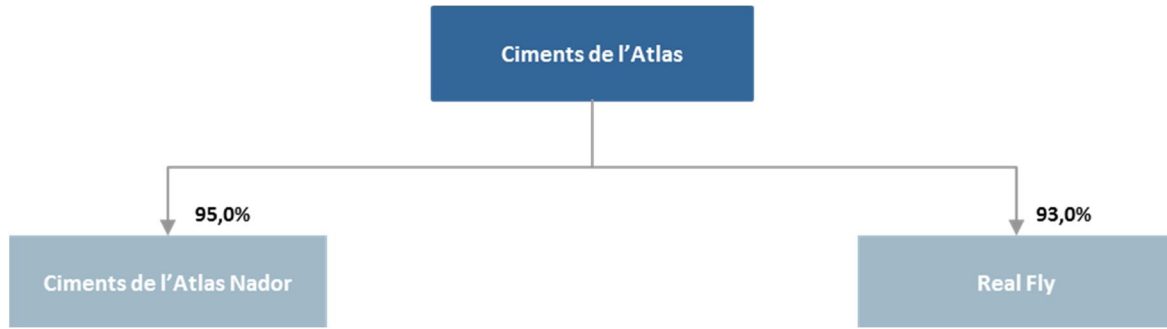 Ciments de l’Atlas
95,0%
93,0%
Ciments de l’Atlas Nador
Real Fly